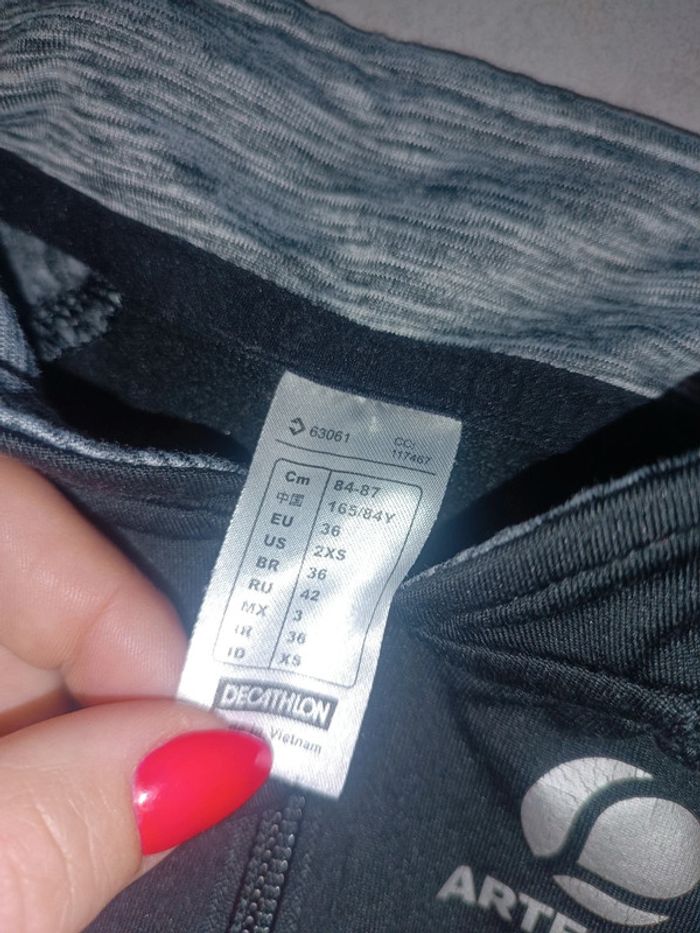 63061 CC:
117467
Cm 84-87
中国 165/84Y
EU 36
US 2XS
BR 36
RU 42
MX 3
IR 36
ID XS
DECATHLON
Vietnam